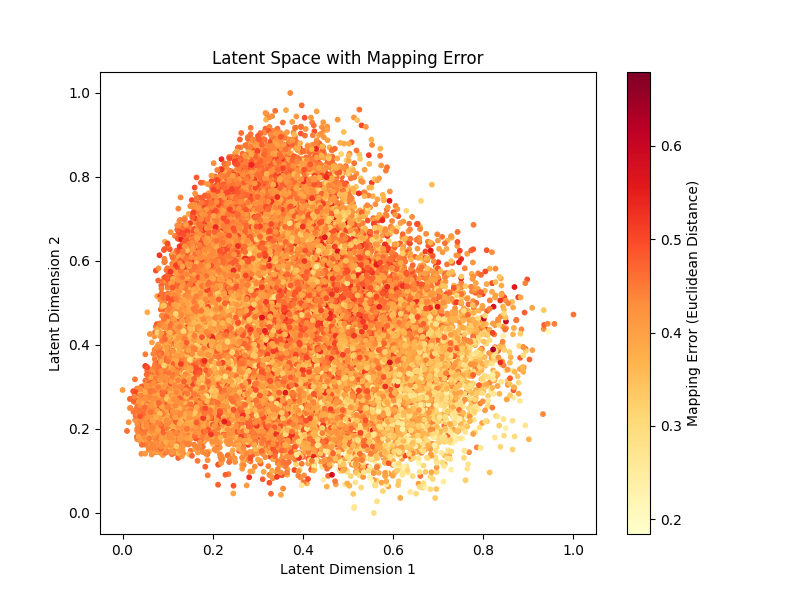 Latent Space with Mapping Error
1.0
0.8
0.6
0.4
0.2
0.0
Latent Dimension 2
0.0 0.2 0.4 0.6 0.8 1.0
Latent Dimension 1
0.6
0.5
0.4
0.3
0.2
Mapping Error (Euclidean Distance)